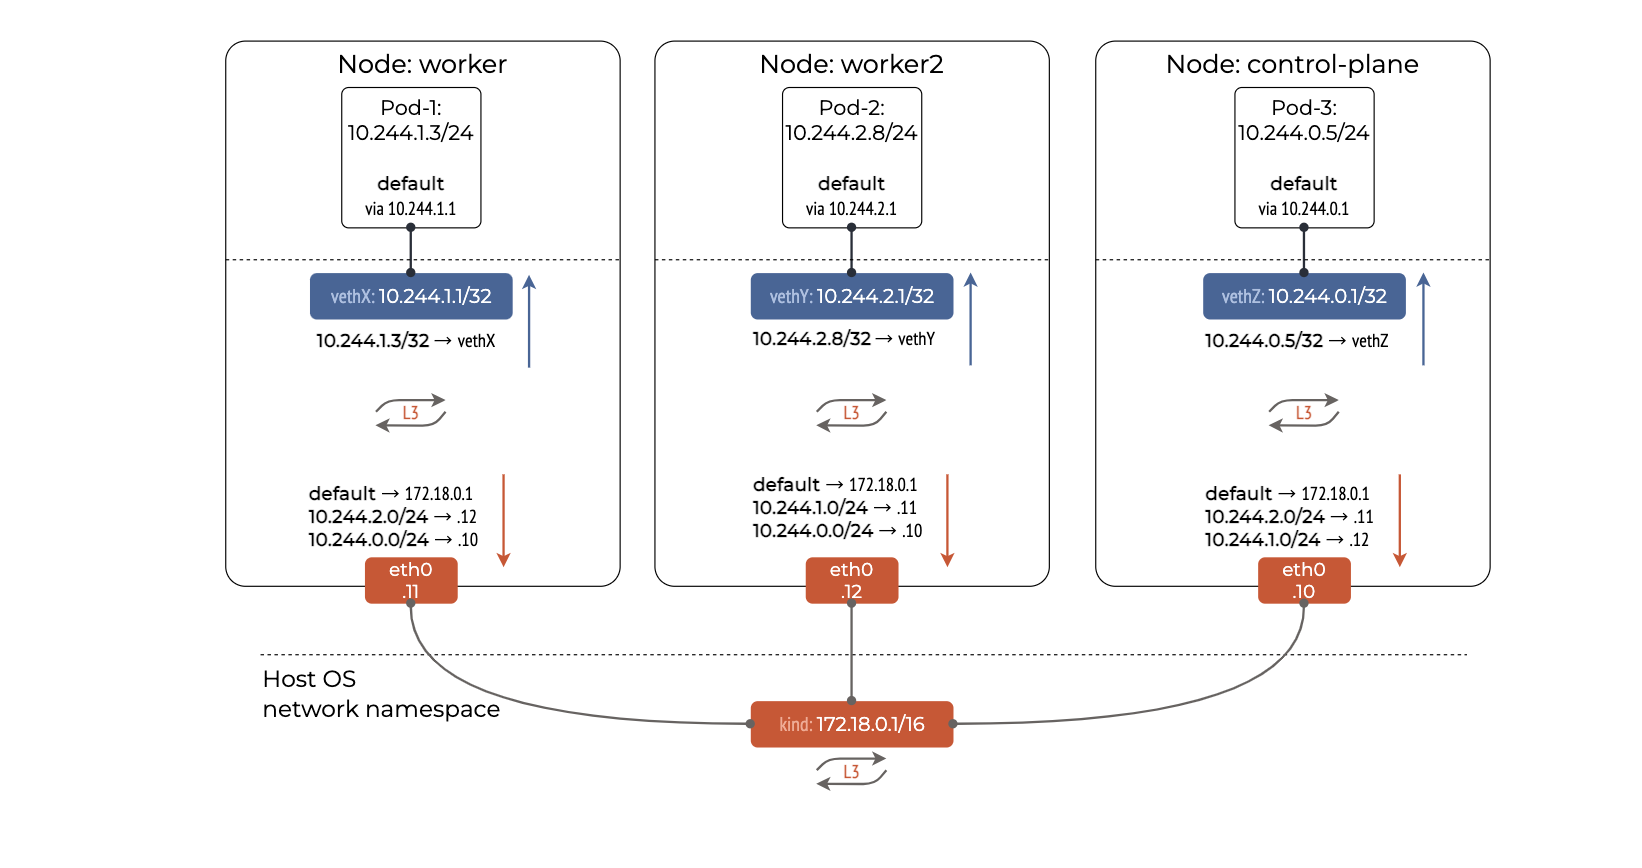 Node: worker
Pod-1:
10.244.1.3/24
default
via 10.244.1.1
vethX: 10.244.1.1/32
10.244.1.3/32 → vethX
L3
default → 172.18.0.1
10.244.2.0/24 → .12
10.244.0.0/24 → .10
eth0
.11
Node: worker2
Pod-2:
10.244.2.8/24
default
via 10.244.2.1
vethY: 10.244.2.1/32
10.244.2.8/32 → vethY
L3
default → 172.18.0.1
10.244.1.0/24 → .11
10.244.0.0/24 → .10
eth0
.12
Node: control-plane
Pod-3:
10.244.0.5/24
default
via 10.244.0.1
vethZ: 10.244.0.1/32
10.244.0.5/32 → vethZ
L3
default → 172.18.0.1
10.244.2.0/24 → .11
10.244.1.0/24 → .12
eth0
.10
Host OS
network namespace
kind: 172.18.0.1/16
L3